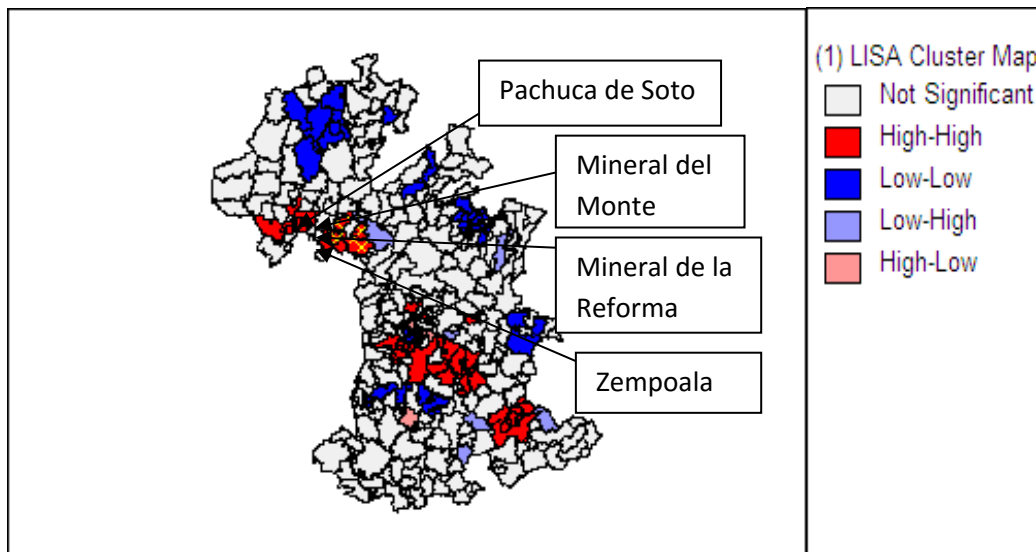 Pachuca de Soto
Mineral del
Monte
Mineral de la
Reforma
Zempoala
(1) LISA Cluster Map
Not Significant
High-High
Low-Low
Low-High
High-Low